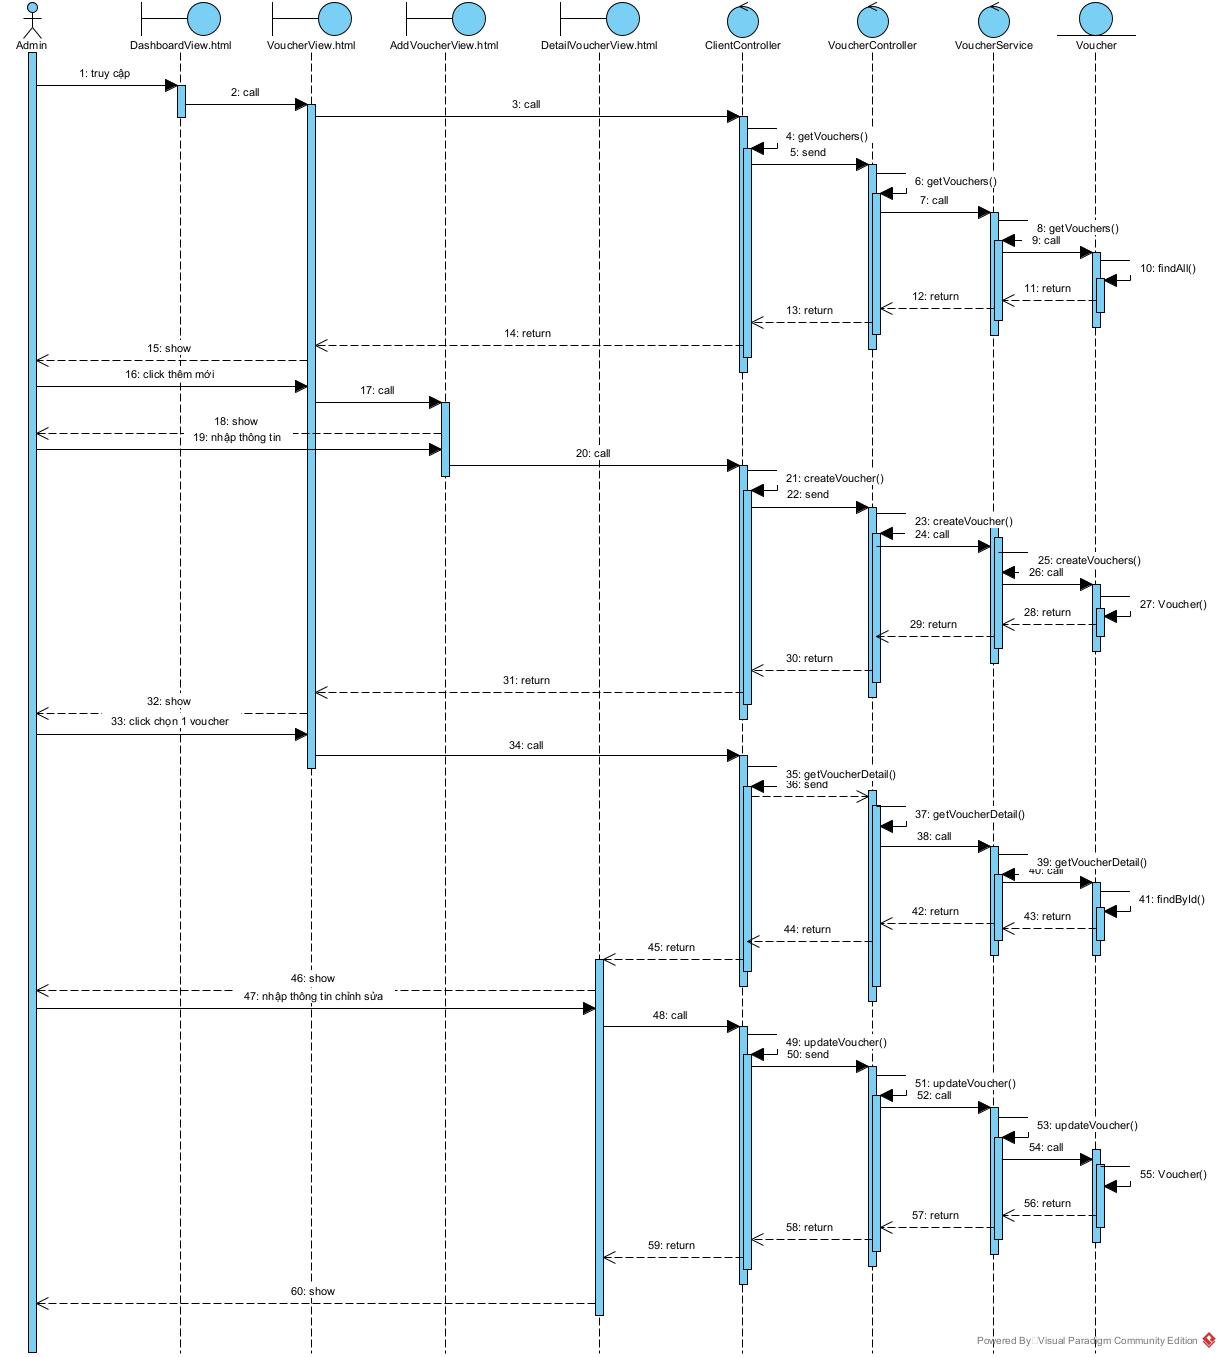 Admin
DashboardView.html
VoucherView.html
AddVoucherView.html
DetailVoucherView.html
ClientController
VoucherController
VoucherService
Voucher
1: truy cập
2: call
3: call
4: getVouchers()
5: send
6: getVouchers()
7: call
8: getVouchers()
9: call
10: findAll()
11: return
12: return
13: return
14: return
15: show
16: click thêm mới
17: call
18: show
19: nhập thông tin
20: call
21: createVoucher()
22: send
23: createVoucher()
24: call
25: createVouchers()
26: call
27: Voucher()
28: return
29: return
30: return
31: return
32: show
33: click chọn 1 voucher
34: call
35: getVoucherDetail()
36: send
37: getVoucherDetail()
38: call
39: getVoucherDetail()
40: call
41: findById()
42: return
43: return
44: return
45: return
46: show
47: nhập thông tin chỉnh sửa
48: call
49: updateVoucher()
50: send
51: updateVoucher()
52: call
53: updateVoucher()
54: call
55: Voucher()
56: return
57: return
58: return
59: return
60: show
Powered By Visual Paradigm Community Edition